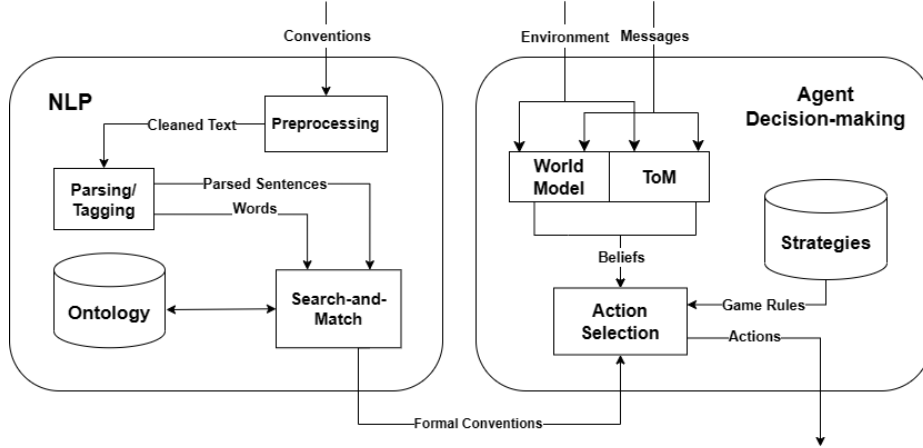 Conventions
Environment
Messages
NLP
Agent
Decision-making
Preprocessing
Cleaned Text
Parsing/
Tagging
Parsed Sentences
Words
Ontology
Search-and-
Match
World
Model
ToM
Strategies
Beliefs
Action
Selection
Game Rules
Actions
Formal Conventions